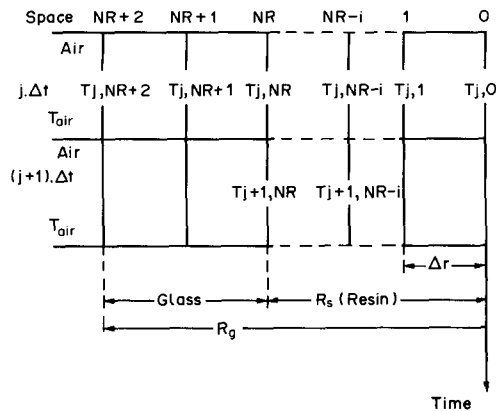 Space NR+2 NR+1 NR NR-i 1 0
Air
j.Δt Tj,NR+2 Tj,NR+1 Tj,NR Tj,NR-i Tj,1 Tj,0
Tair
Air
(j+1).Δt
Tj+1,NR Tj+1,NR-i
Tair
Δr
Glass Rs (Resin)
Rg
Time